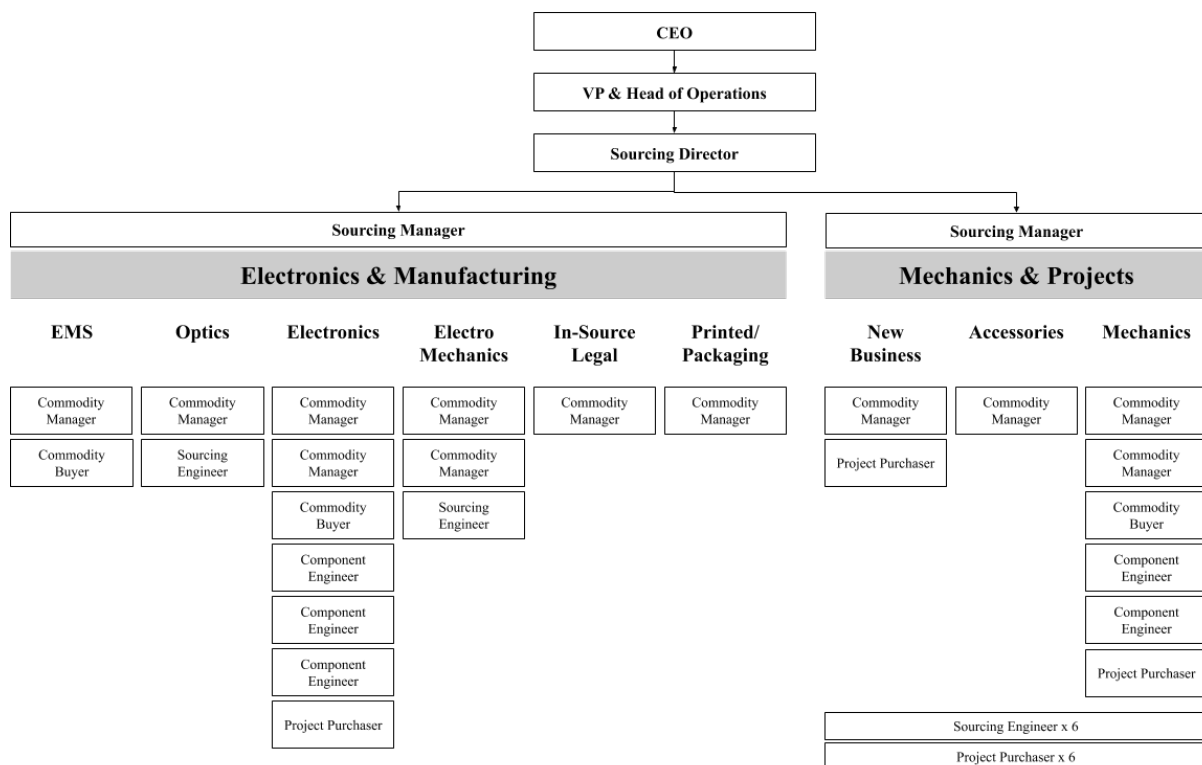 CEO
VP & Head of Operations
Sourcing Director
Sourcing Manager
Electronics & Manufacturing
EMS
Commodity
Manager
Commodity
Buyer
Optics
Commodity
Manager
Sourcing
Engineer
Electronics
Commodity
Manager
Commodity
Manager
Commodity
Buyer
Component
Engineer
Component
Engineer
Component
Engineer
Project Purchaser
Electro
Mechanics
Commodity
Manager
Commodity
Manager
Sourcing
Engineer
In-Source
Legal
Commodity
Manager
Printed/
Packaging
Commodity
Manager
Sourcing Manager
Mechanics & Projects
New
Business
Commodity
Manager
Project Purchaser
Accessories
Commodity
Manager
Mechanics
Commodity
Manager
Commodity
Manager
Commodity
Buyer
Component
Engineer
Component
Engineer
Project Purchaser
Sourcing Engineer x 6
Project Purchaser x 6